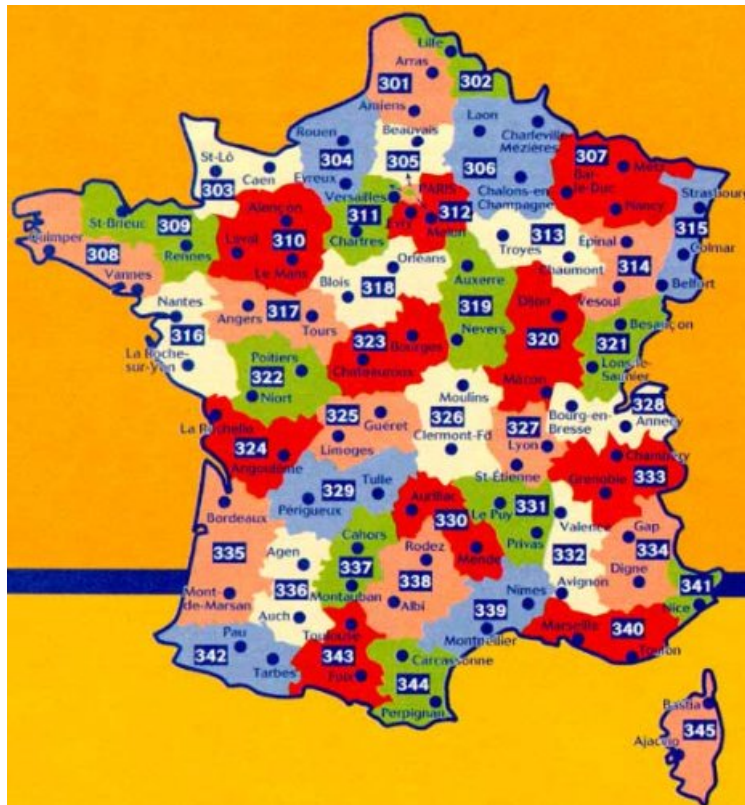 Lille
302
Arras
301
Amiens
Laon
Charleville
Mézières
Rouen
Beauvais
304
305
306
307
Metz
St-Lô
Caen
303
Evreux
Bar-
le-Duc
Versailles
PARIS
Chalons-en
Champagne
Nancy
Strasbourg
Alençon
311
312
Evry
Melun
St-Brieuc
309
313
315
Quimper
Laval
310
Chartres
Troyes
Epinal
308
Rennes
Le Mans
Orléans
Chaumont
314
Colmar
Vannes
Blois
318
Auxerre
Vesoul
Belfort
Nantes
317
319
Dijon
Angers
Tours
316
323
Nevers
320
Besançon
Bourges
321
La Roche-
sur-Yon
Poitiers
Chateauroux
Lons-le-
Saunier
322
Niort
Moulins
Mâcon
328
La Rochelle
325
Guéret
326
327
Bourg-en-
Bresse
Annecy
324
Limoges
Clermont-Fd
Lyon
Chambéry
Angoulême
St-Étienne
Grenoble
333
329
Tulle
Périgueux
Aurillac
Le Puy
331
Bordeaux
330
Valence
Cahors
Privas
Gap
335
Agen
Rodez
Mende
332
334
337
338
Digne
336
Nîmes
Avignon
341
Mont-
de-Marsan
Montauban
Albi
339
Nice
Auch
Toulouse
Montpellier
Marseille
340
Pau
342
343
Toulon
Tarbes
Carcassonne
Foix
344
Perpignan
Bastia
345
Ajaccio